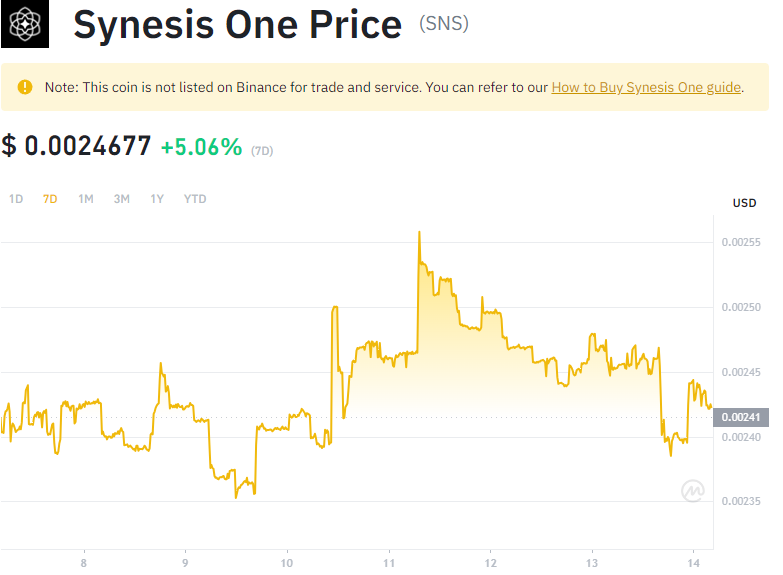 Synesis One Price (SNS)
Note: This coin is not listed on Binance for trade and service. You can refer to our How to Buy Synesis One guide.
$ 0.0024677 +5.06% (7D)
1D 7D 1M 3M 1Y YTD
USD
0.00255
0.00250
0.00245
0.00241
0.00240
0.00235
8 9 10 11 12 13 14